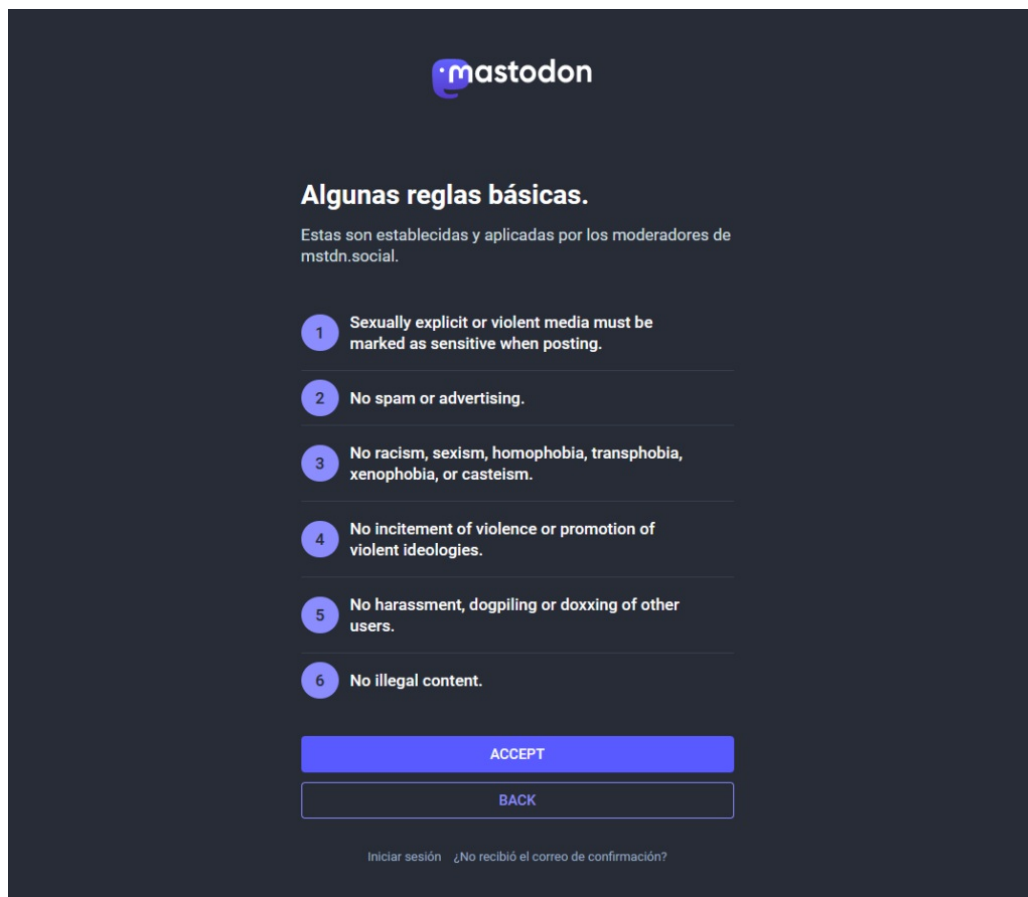 mastodon
Algunas reglas básicas.
Estas son establecidas y aplicadas por los moderadores de
mstdn.social.
1 Sexually explicit or violent media must be
marked as sensitive when posting.
2 No spam or advertising.
3 No racism, sexism, homophobia, transphobia,
xenophobia, or casteism.
4 No incitement of violence or promotion of
violent ideologies.
5 No harassment, dogpiling or doxxing of other
users.
6 No illegal content.
ACCEPT
BACK
Iniciar sesión ¿No recibió el correo de confirmación?